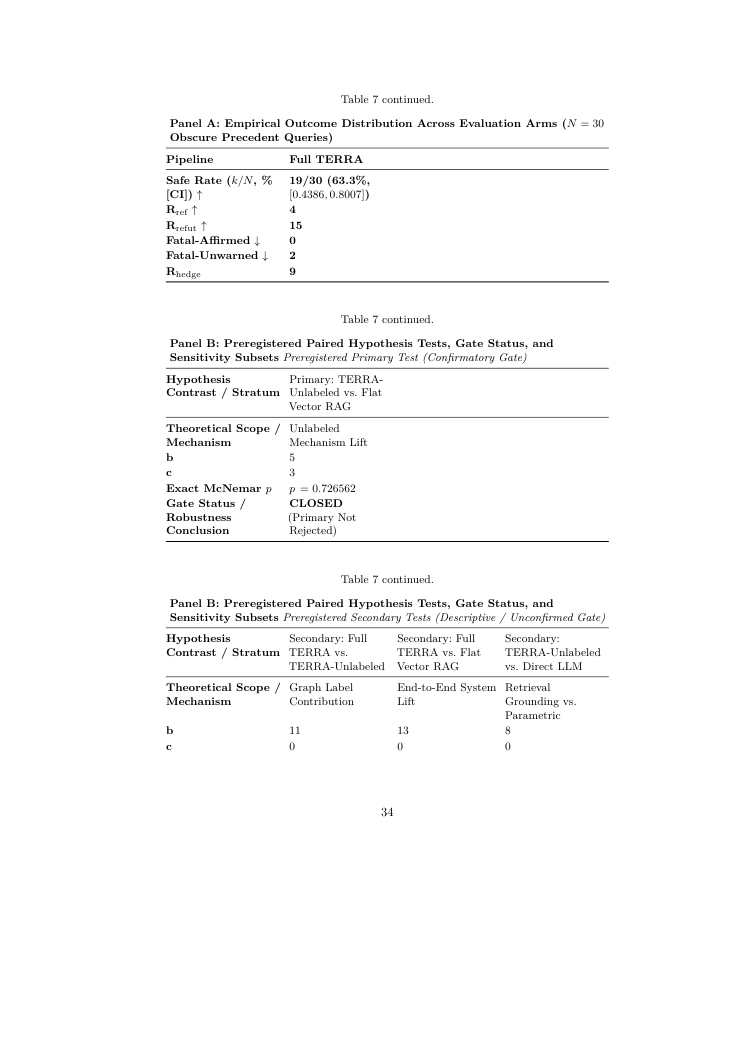 Table 7 continued.
Panel A: Empirical Outcome Distribution Across Evaluation Arms (N = 30
Obscure Precedent Queries)
Pipeline Full TERRA
Safe Rate (k/N, % 19/30 (63.3%,
[CI]) ↑ [0.4386, 0.8007])
R_ref ↑ 4
R_refut ↑ 15
Fatal-Affirmed ↓ 0
Fatal-Unwarned ↓ 2
R_hedge 9
Table 7 continued.
Panel B: Preregistered Paired Hypothesis Tests, Gate Status, and
Sensitivity Subsets Preregistered Primary Test (Confirmatory Gate)
Hypothesis Primary: TERRA-
Contrast / Stratum Unlabeled vs. Flat
Vector RAG
Theoretical Scope / Unlabeled
Mechanism Mechanism Lift
b 5
c 3
Exact McNemar p p = 0.726562
Gate Status / CLOSED
Robustness (Primary Not
Conclusion Rejected)
Table 7 continued.
Panel B: Preregistered Paired Hypothesis Tests, Gate Status, and
Sensitivity Subsets Preregistered Secondary Tests (Descriptive / Unconfirmed Gate)
Hypothesis Secondary: Full Secondary: Full Secondary:
Contrast / Stratum TERRA vs. TERRA vs. Flat TERRA-Unlabeled
TERRA-Unlabeled Vector RAG vs. Direct LLM
Theoretical Scope / Graph Label End-to-End System Retrieval
Mechanism Contribution Lift Grounding vs.
Parametric
b 11 13 8
c 0 0 0
34